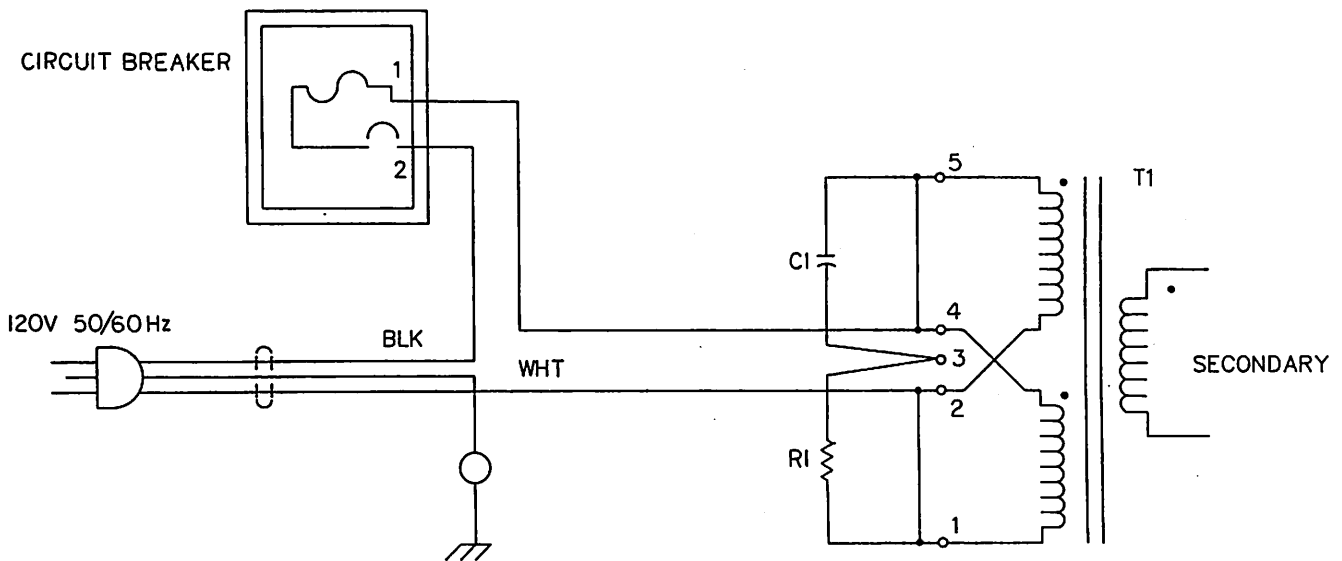 CIRCUIT BREAKER
1
2
5
T1
C1
120V 50/60Hz
BLK
4
3
WHT
2
SECONDARY
R1
1